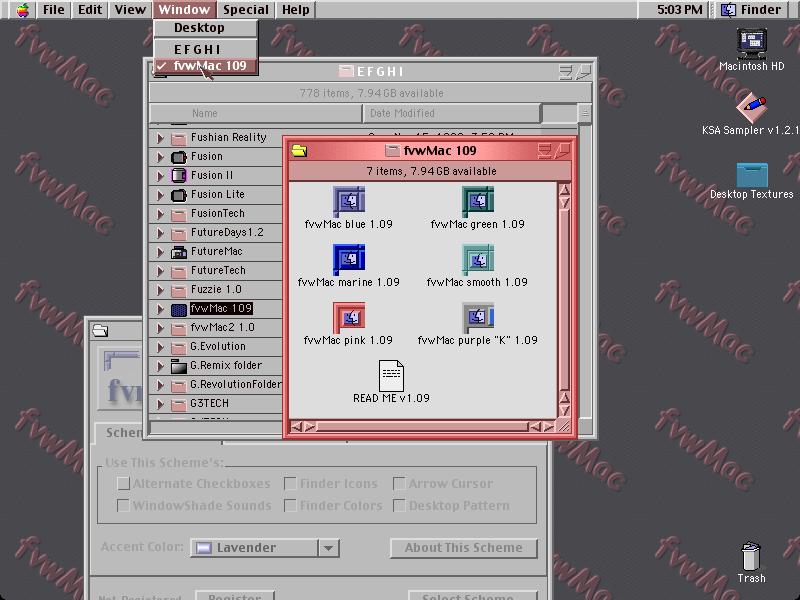 File Edit View Window Special Help 5:03 PM Finder
Desktop
E F G H I
✓ fvwMac 109
E F G H I
778 items, 7.94 GB available
Name Date Modified
Fushian Reality
Fusion
Fusion II
Fusion Lite
FusionTech
FutureDays1.2
FutureMac
FutureTech
Fuzzie 1.0
fvwMac 109
fvwMac2 1.0
G.Evolution
G.Remix folder
G.RevolutionFolder
G3TECH
fvwMac 109
7 items, 7.94 GB available
fvwMac blue 1.09
fvwMac green 1.09
fvwMac marine 1.09
fvwMac smooth 1.09
fvwMac pink 1.09
fvwMac purple "K" 1.09
READ ME v1.09
Macintosh HD
KSA Sampler v1.2.1
Desktop Textures
Trash
fvwMac
Use This Scheme's:
Alternate Checkboxes Finder Icons Arrow Cursor
WindowShade Sounds Finder Colors Desktop Pattern
Accent Color: Lavender About This Scheme
Not Registered Register Select Scheme